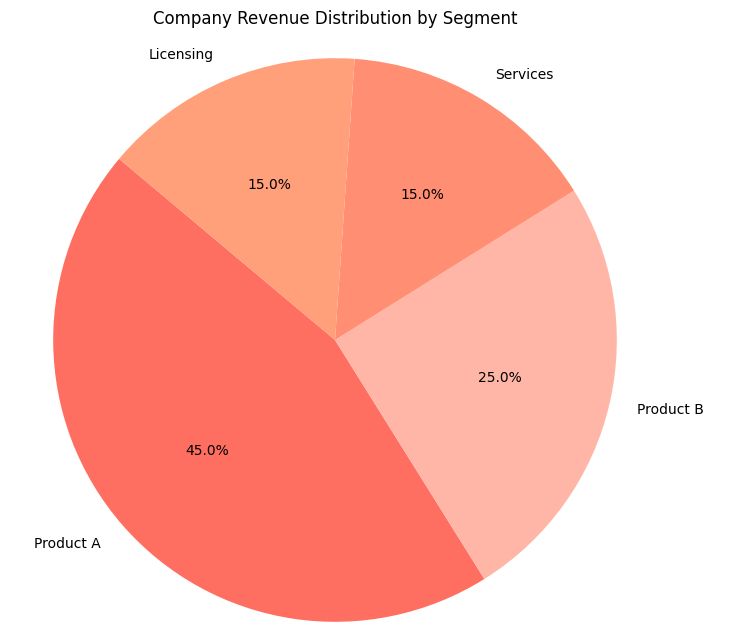 Company Revenue Distribution by Segment
Licensing
Services
15.0%
15.0%
25.0%
Product B
45.0%
Product A